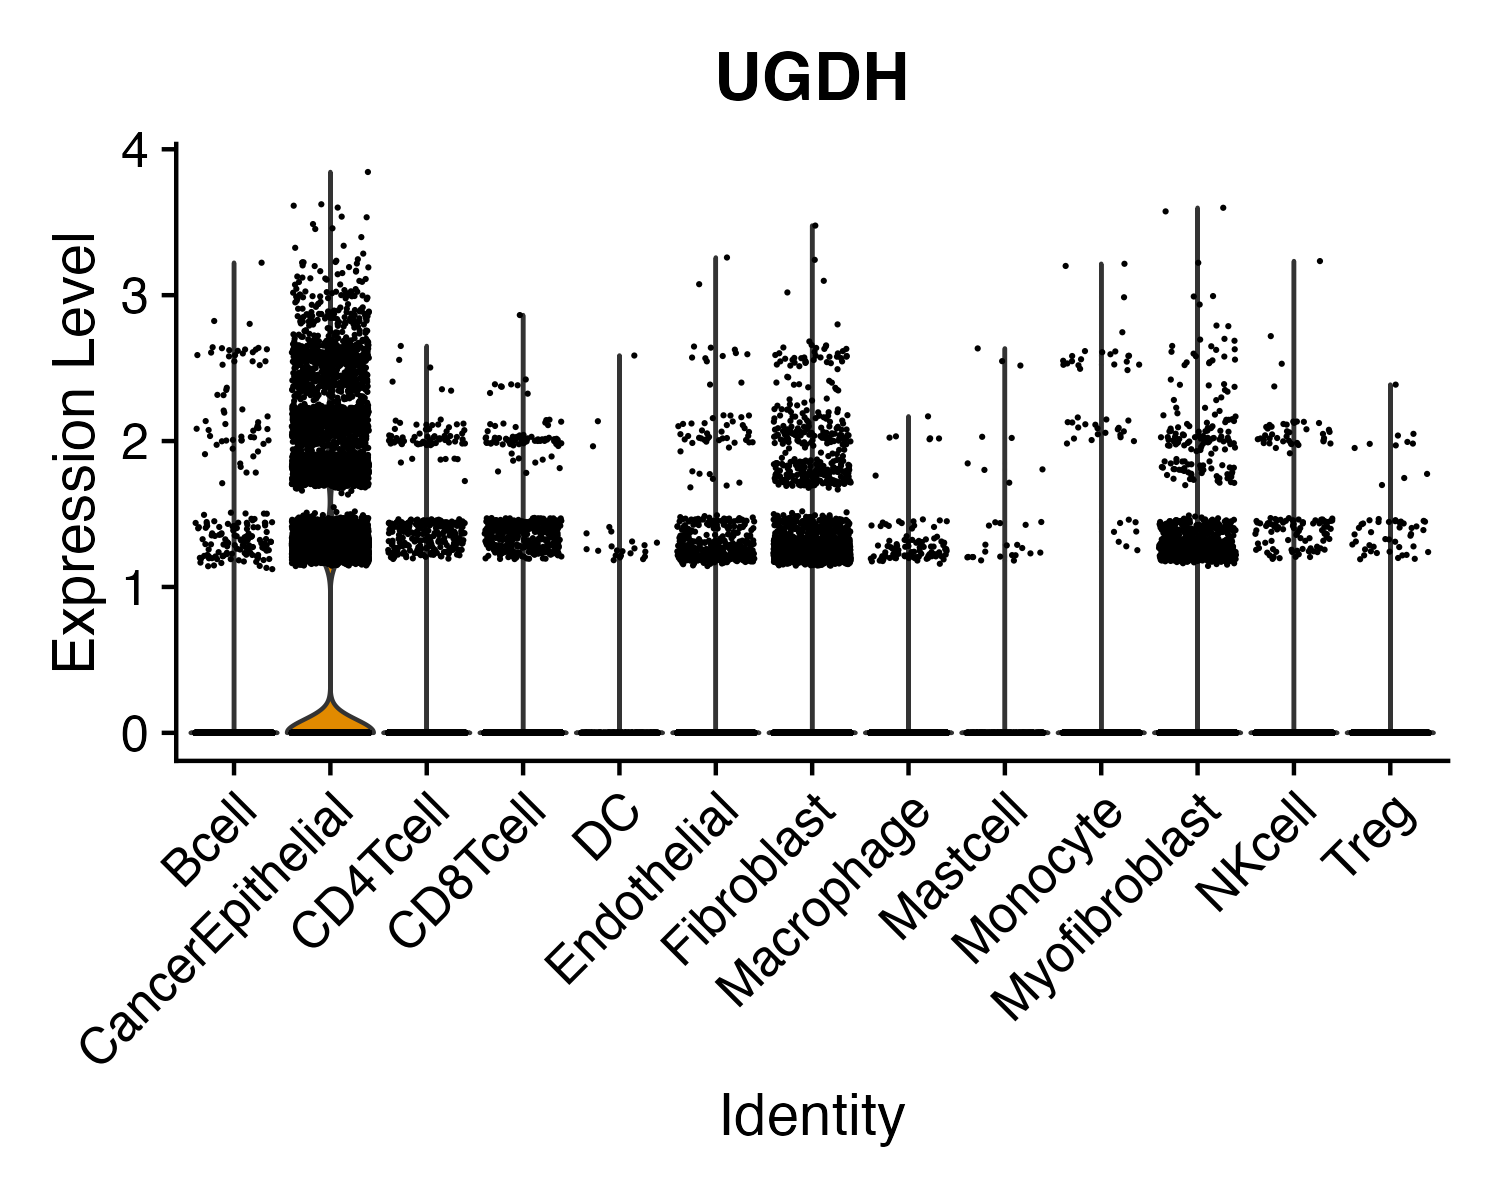 UGDH
Expression Level
4
3
2
1
0
Bcell
CancerEpithelial
CD4Tcell
CD8Tcell
DC
Endothelial
Fibroblast
Macrophage
Mastcell
Monocyte
Myofibroblast
NKcell
Treg
Identity